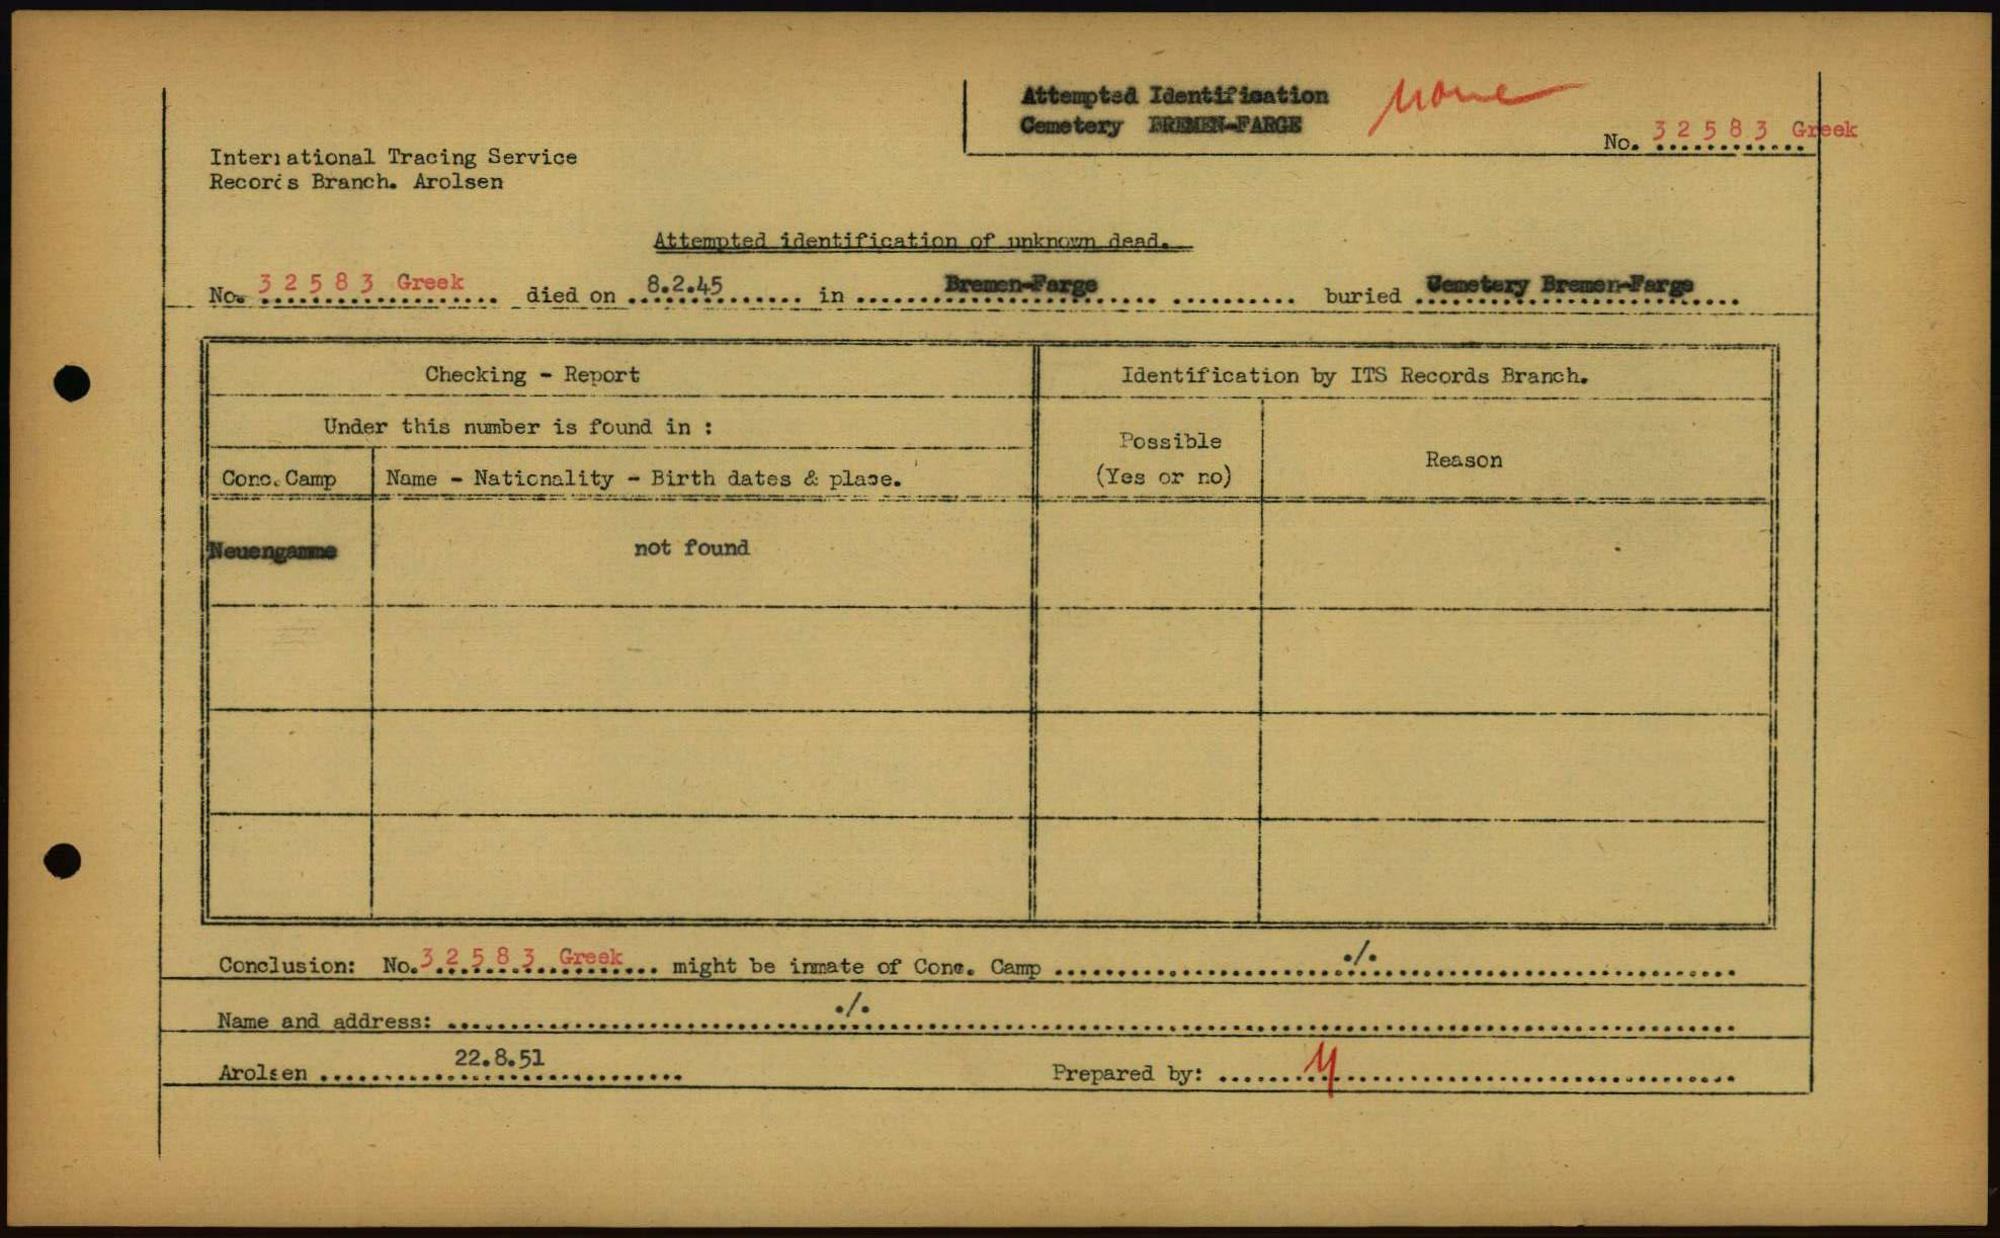 Attempted Identification
Cemetery BREMEN-FARGE
none
No. 32583 Greek
International Tracing Service
Records Branch. Arolsen
Attempted identification of unknown dead.
No. 32583 Greek died on 8.2.45 in Bremen-Farge buried Cemetery Bremen-Farge
Checking - Report
Identification by ITS Records Branch.
Under this number is found in :
Possible
(Yes or no)
Reason
Conc. Camp
Name - Nationality - Birth dates & place.
Neuengamme
not found
Conclusion: No. 32583 Greek might be inmate of Conc. Camp ./.
Name and address: ./.
Arolsen 22.8.51
Prepared by: